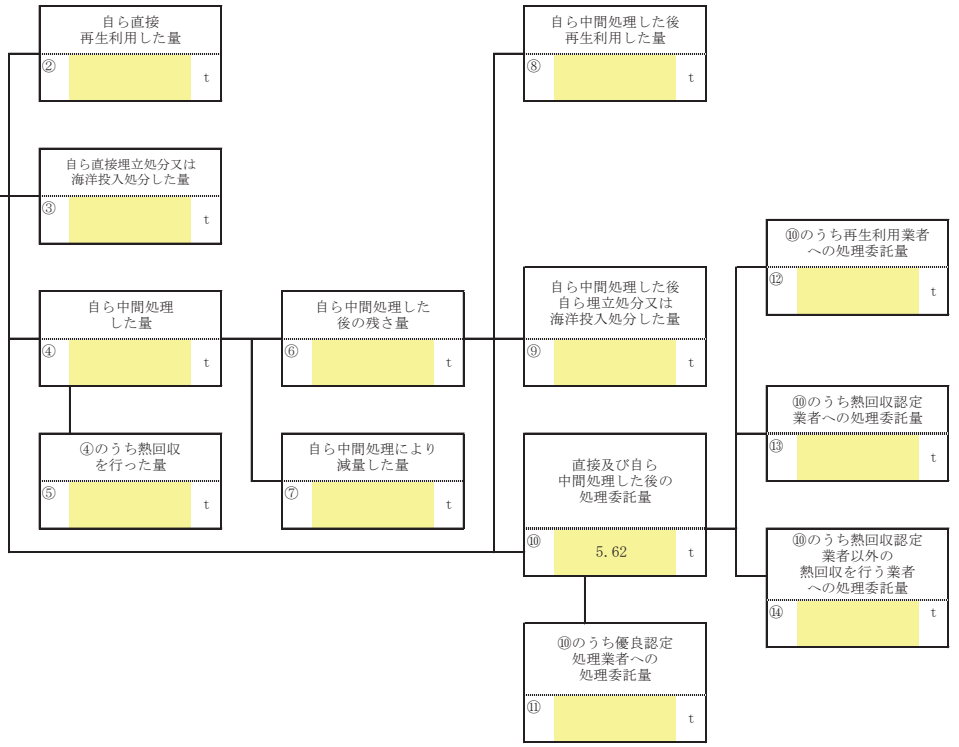 自ら直接
再生利用した量
②
t
自ら直接埋立処分又は
海洋投入処分した量
③
t
自ら中間処理
した量
④
t
④のうち熱回収
を行った量
⑤
t
自ら中間処理した
後の残さ量
⑥
t
自ら中間処理により
減量した量
⑦
t
自ら中間処理した後
再生利用した量
⑧
t
自ら中間処理した後
自ら埋立処分又は
海洋投入処分した量
⑨
t
直接及び自ら
中間処理した後の
処理委託量
⑩ 5.62 t
⑩のうち優良認定
処理業者への
処理委託量
⑪
t
⑩のうち再生利用業者
への処理委託量
⑫
t
⑩のうち熱回収認定
業者への処理委託量
⑬
t
⑩のうち熱回収認定
業者以外の
熱回収を行う業者
への処理委託量
⑭
t